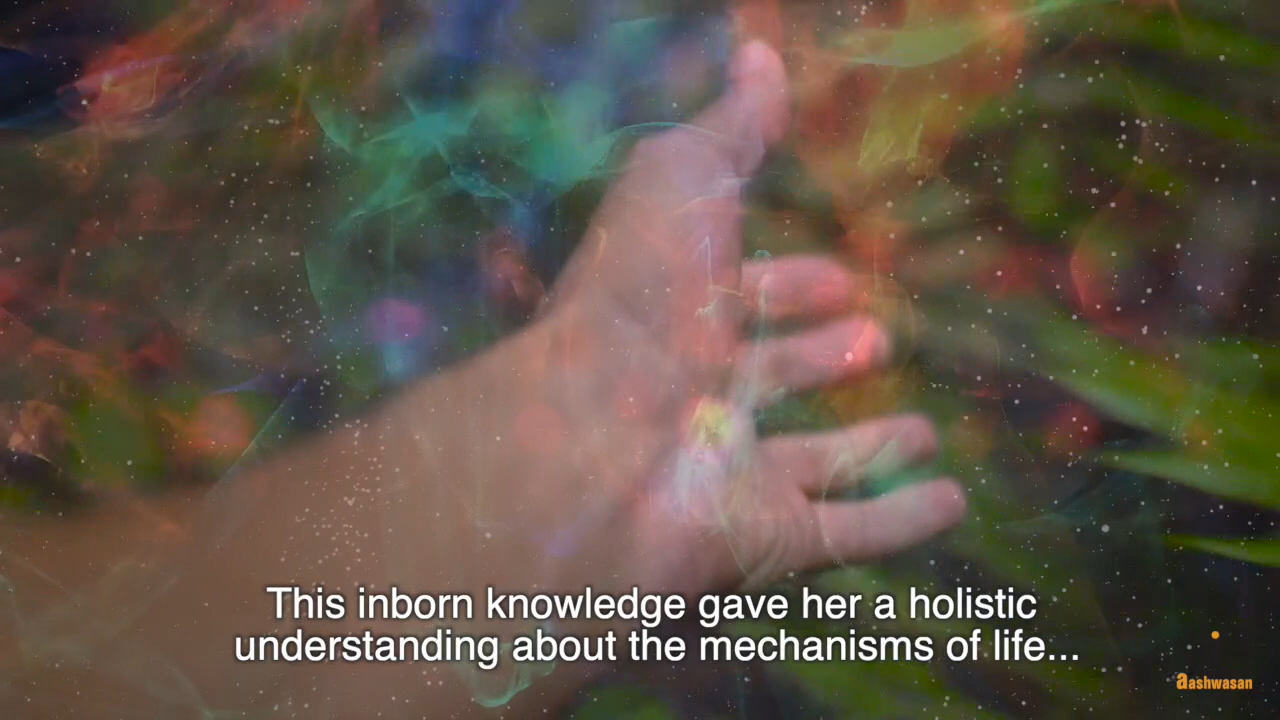 This inborn knowledge gave her a holistic
understanding about the mechanisms of life...
aashwasan